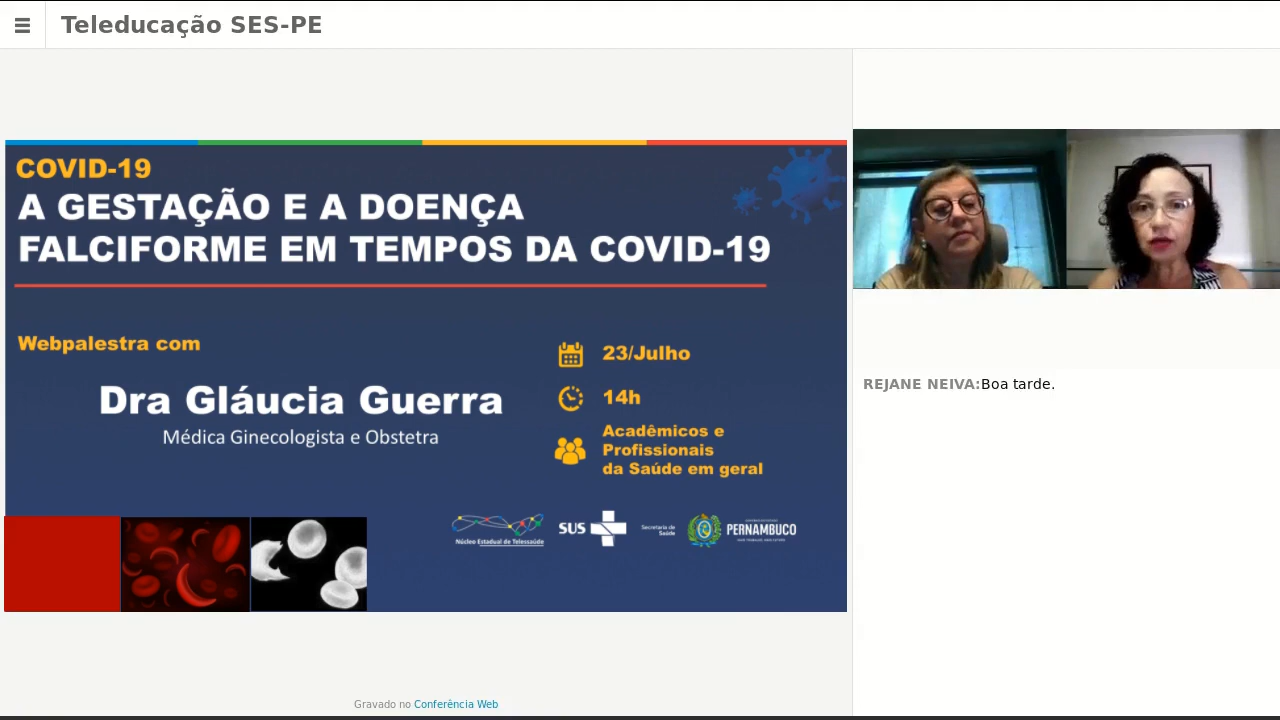 Teleducação SES-PE
COVID-19
A GESTAÇÃO E A DOENÇA
FALCIFORME EM TEMPOS DA COVID-19
Webpalestra com
Dra Gláucia Guerra
Médica Ginecologista e Obstetra
23/Julho
14h
Acadêmicos e
Profissionais
da Saúde em geral
Núcleo Estadual de Telessaúde
SUS
Secretaria de
Saúde
PERNAMBUCO
REJANE NEIVA:Boa tarde.
Gravado no Conferência Web